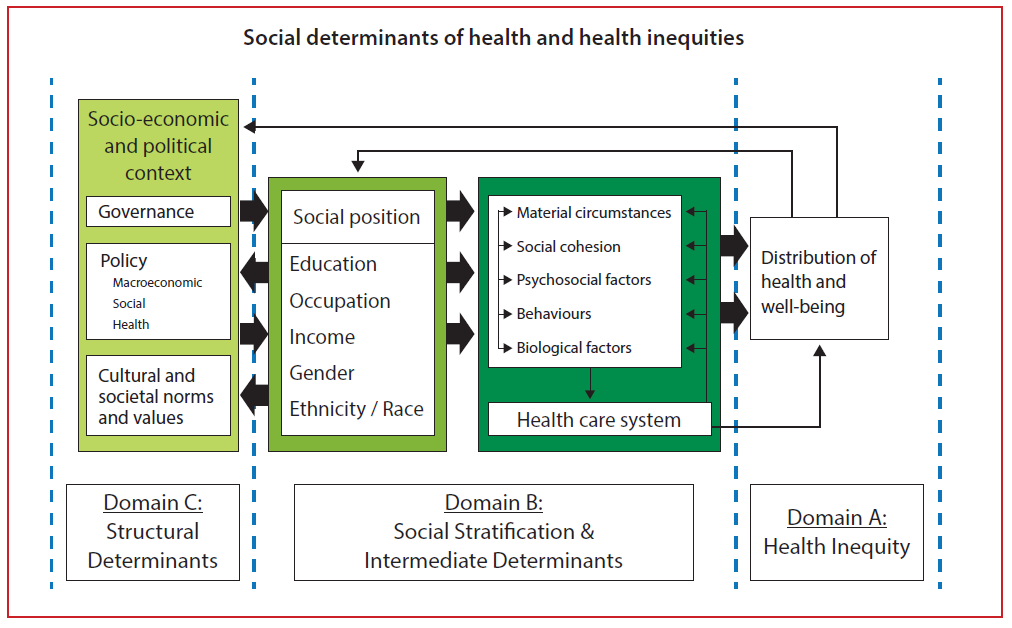 Social determinants of health and health inequities
Socio-economic
and political
context
Governance
Policy
Macroeconomic
Social
Health
Cultural and
societal norms
and values
Social position
Education
Occupation
Income
Gender
Ethnicity / Race
Material circumstances
Social cohesion
Psychosocial factors
Behaviours
Biological factors
Health care system
Distribution of
health and
well-being
Domain C:
Structural
Determinants
Domain B:
Social Stratification &
Intermediate Determinants
Domain A:
Health Inequity